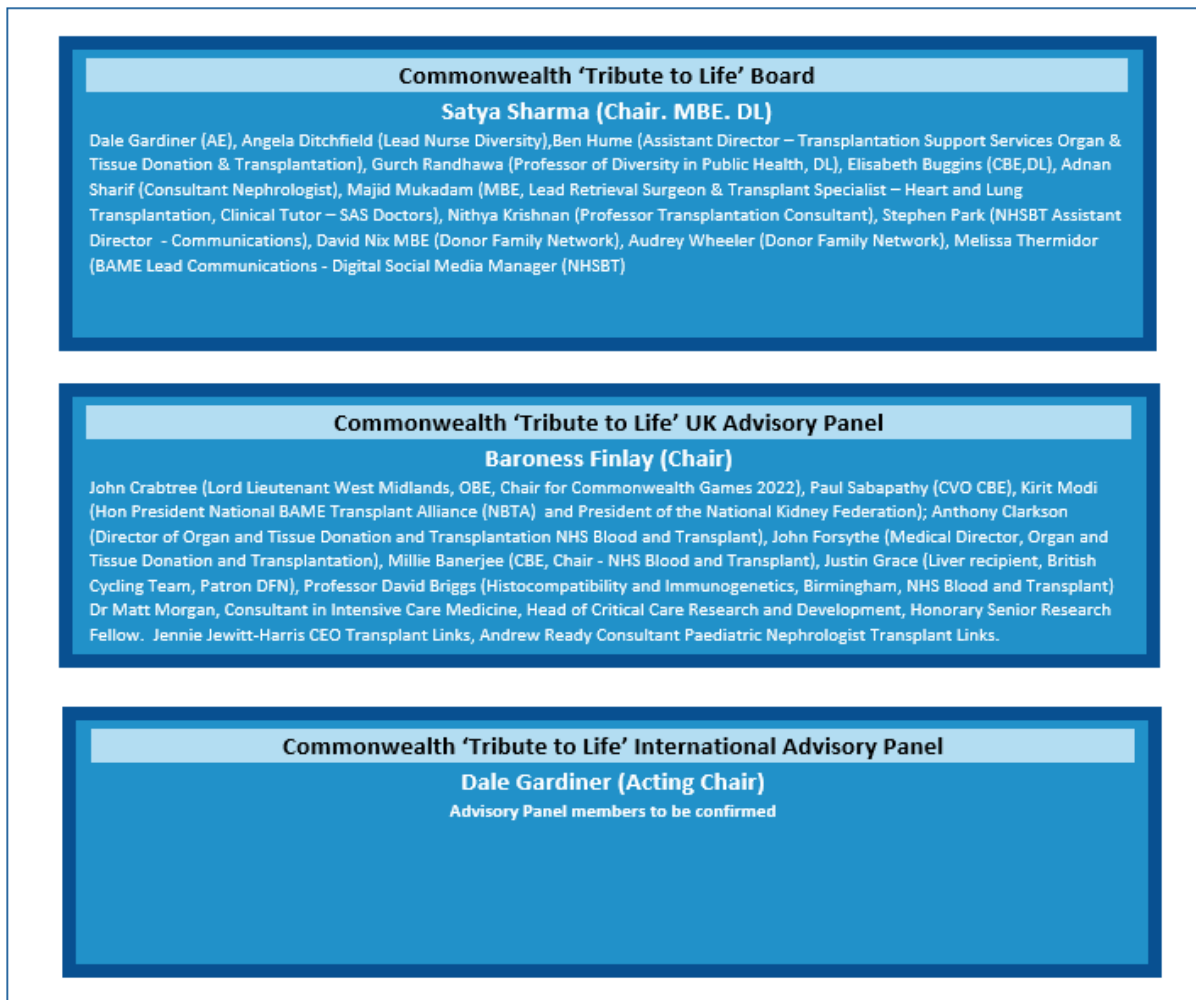 Commonwealth ‘Tribute to Life’ Board
Satya Sharma (Chair. MBE. DL)
Dale Gardiner (AE), Angela Ditchfield (Lead Nurse Diversity),Ben Hume (Assistant Director – Transplantation Support Services Organ &
Tissue Donation & Transplantation), Gurch Randhawa (Professor of Diversity in Public Health, DL), Elisabeth Buggins (CBE,DL), Adnan
Sharif (Consultant Nephrologist), Majid Mukadam (MBE, Lead Retrieval Surgeon & Transplant Specialist – Heart and Lung
Transplantation, Clinical Tutor – SAS Doctors), Nithya Krishnan (Professor Transplantation Consultant), Stephen Park (NHSBT Assistant
Director - Communications), David Nix MBE (Donor Family Network), Audrey Wheeler (Donor Family Network), Melissa Thermidor
(BAME Lead Communications - Digital Social Media Manager (NHSBT)
Commonwealth ‘Tribute to Life’ UK Advisory Panel
Baroness Finlay (Chair)
John Crabtree (Lord Lieutenant West Midlands, OBE, Chair for Commonwealth Games 2022), Paul Sabapathy (CVO CBE), Kirit Modi
(Hon President National BAME Transplant Alliance (NBTA) and President of the National Kidney Federation); Anthony Clarkson
(Director of Organ and Tissue Donation and Transplantation NHS Blood and Transplant), John Forsythe (Medical Director, Organ and
Tissue Donation and Transplantation), Millie Banerjee (CBE, Chair - NHS Blood and Transplant), Justin Grace (Liver recipient, British
Cycling Team, Patron DFN), Professor David Briggs (Histocompatibility and Immunogenetics, Birmingham, NHS Blood and Transplant)
Dr Matt Morgan, Consultant in Intensive Care Medicine, Head of Critical Care Research and Development, Honorary Senior Research
Fellow. Jennie Jewitt-Harris CEO Transplant Links, Andrew Ready Consultant Paediatric Nephrologist Transplant Links.
Commonwealth ‘Tribute to Life’ International Advisory Panel
Dale Gardiner (Acting Chair)
Advisory Panel members to be confirmed